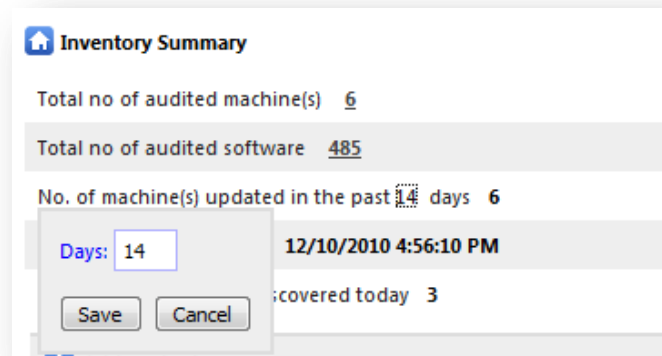 Inventory Summary
Total no of audited machine(s) 6
Total no of audited software 485
No. of machine(s) updated in the past 14 days 6
Days: 14
12/10/2010 4:56:10 PM
scovered today 3
Save Cancel